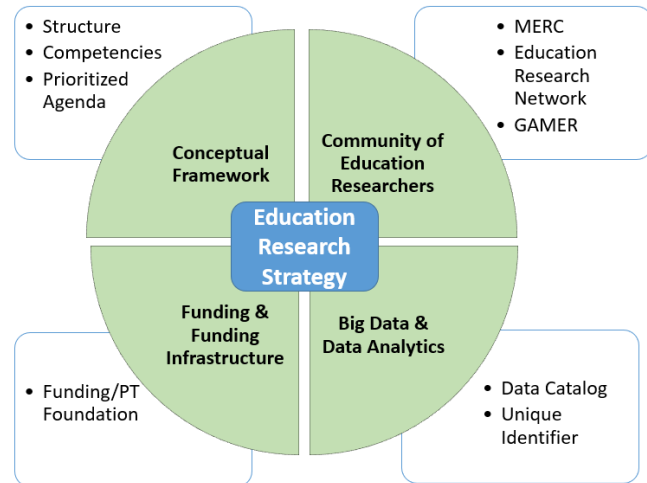 • Structure
• Competencies
• Prioritized
Agenda
• MERC
• Education
Research
Network
• GAMER
Conceptual
Framework
Community of
Education
Researchers
Education
Research
Strategy
Funding &
Funding
Infrastructure
Big Data &
Data Analytics
• Funding/PT
Foundation
• Data Catalog
• Unique
Identifier